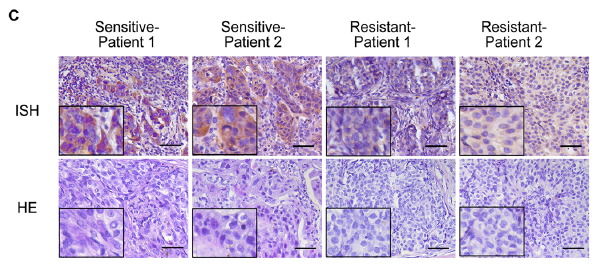 C
Sensitive-
Patient 1
Sensitive-
Patient 2
Resistant-
Patient 1
Resistant-
Patient 2
ISH
HE